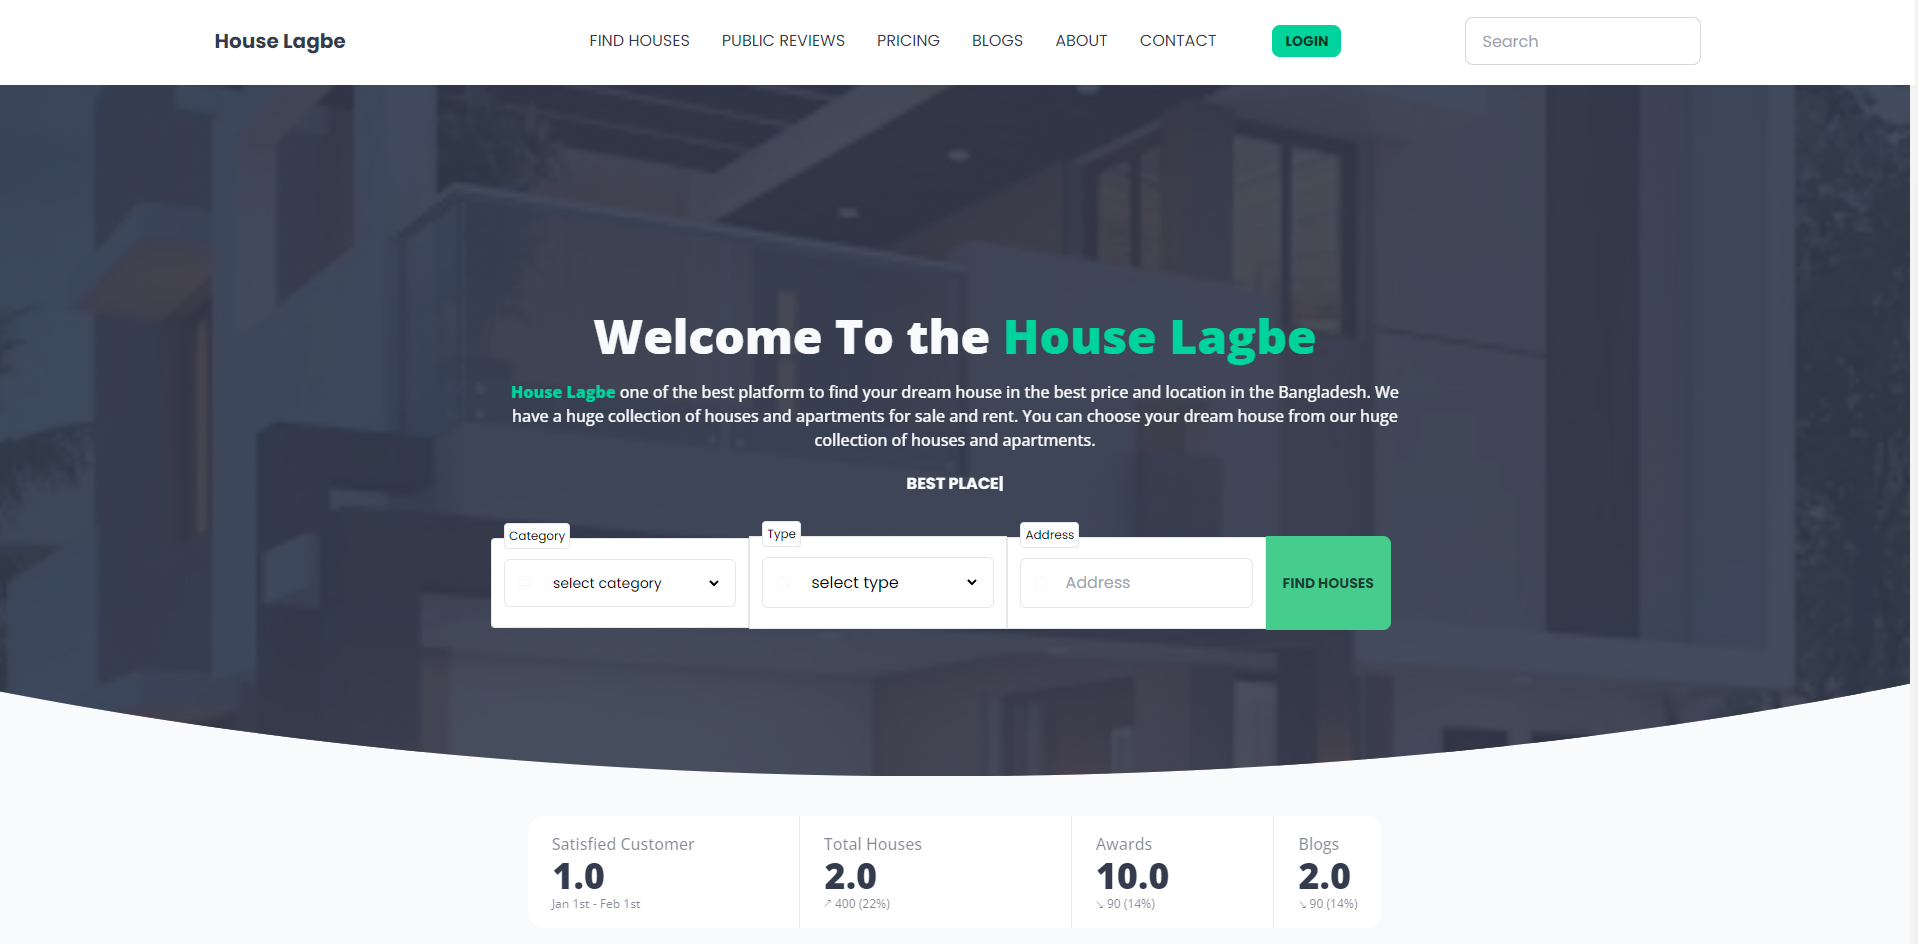 House Lagbe
FIND HOUSES
PUBLIC REVIEWS
PRICING
BLOGS
ABOUT
CONTACT
LOGIN
Search
Welcome To the House Lagbe
House Lagbe one of the best platform to find your dream house in the best price and location in the Bangladesh. We
have a huge collection of houses and apartments for sale and rent. You can choose your dream house from our huge
collection of houses and apartments.
BEST PLACE|
Category
select category
Type
select type
Address
Address
FIND HOUSES
Satisfied Customer
1.0
Jan 1st - Feb 1st
Total Houses
2.0
↗︎ 400 (22%)
Awards
10.0
↘︎ 90 (14%)
Blogs
2.0
↘︎ 90 (14%)